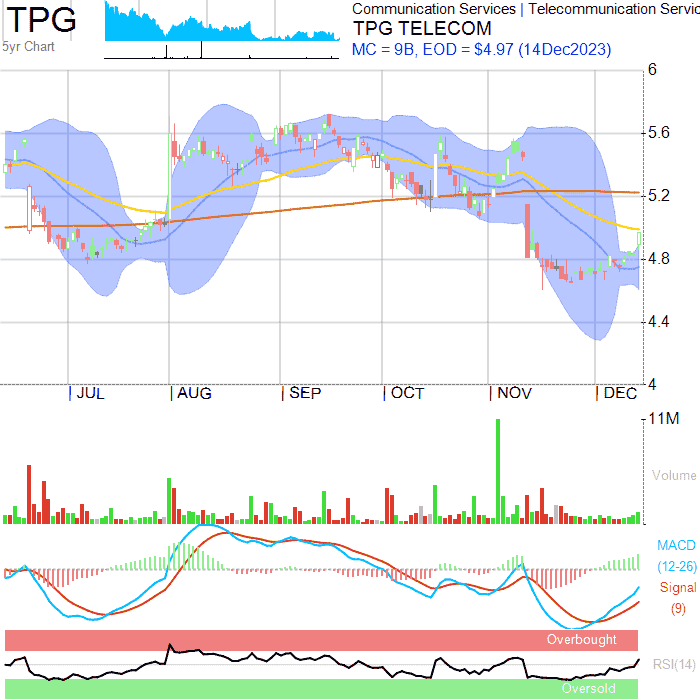 TPG
5yr Chart
Communication Services | Telecommunication Servic
TPG TELECOM
MC = 9B, EOD = $4.97 (14Dec2023)
6
5.6
5.2
4.8
4.4
4
| JUL | AUG | SEP | OCT | NOV | DEC
11M
Volume
MACD
(12-26)
Signal
(9)
Overbought
RSI(14)
Oversold